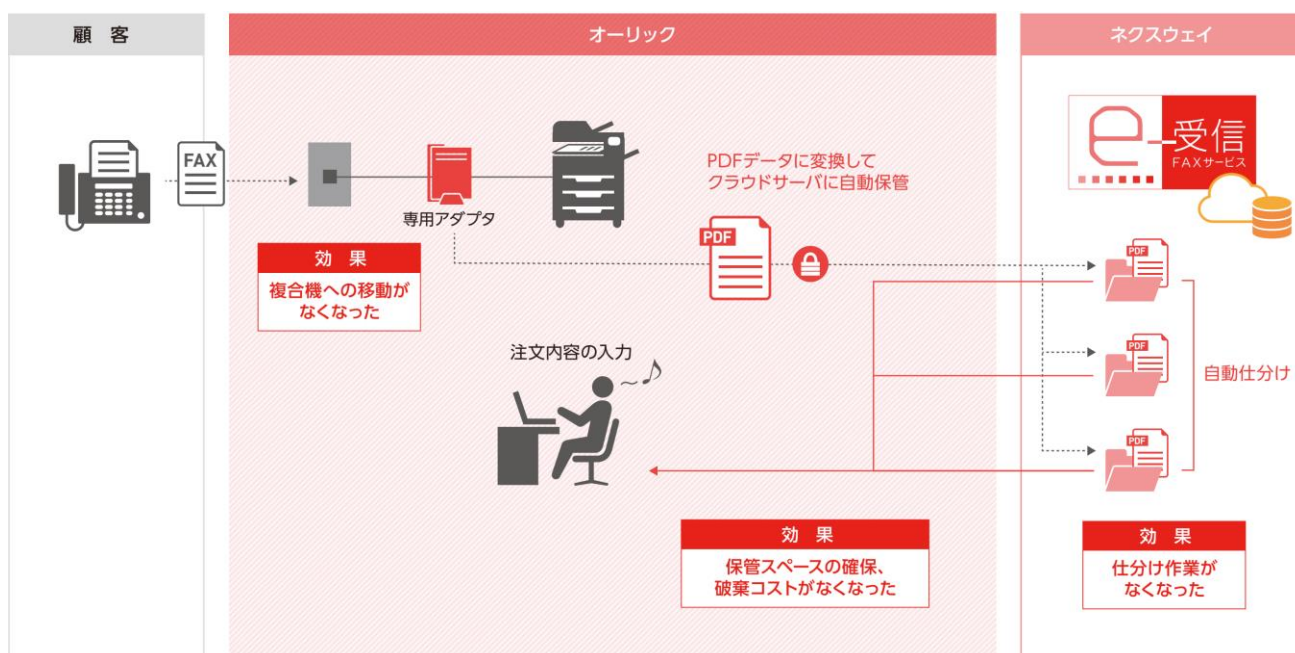 顧 客
オーリック
ネクスウェイ
FAX
専用アダプタ
PDFデータに変換して
クラウドサーバに自動保管
e-受信
FAXサービス
PDF
効 果
複合機への移動が
なくなった
注文内容の入力
PDF
PDF
PDF
自動仕分け
効 果
保管スペースの確保、
破棄コストがなくなった
効 果
仕分け作業が
なくなった